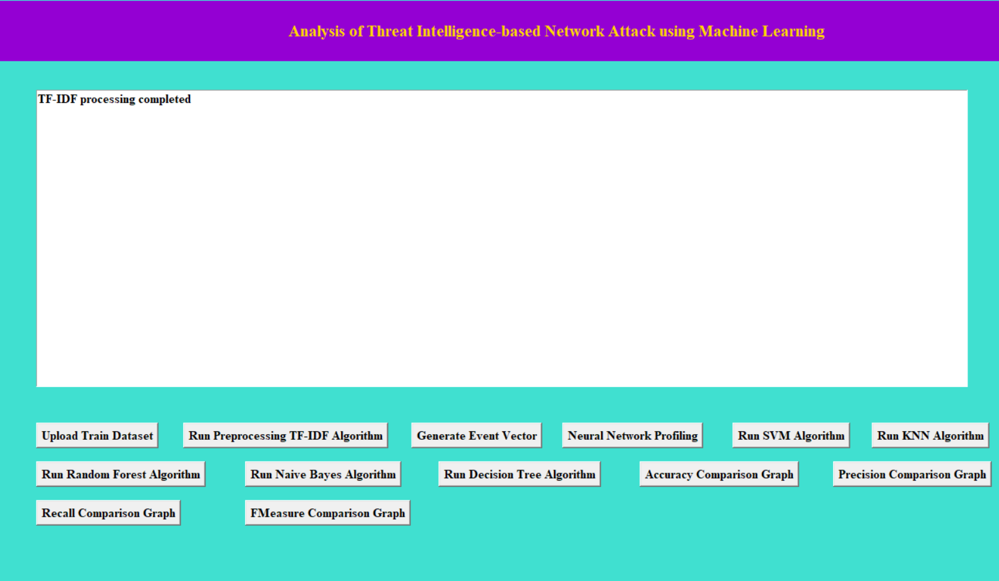 Analysis of Threat Intelligence-based Network Attack using Machine Learning
TF-IDF processing completed
Upload Train Dataset
Run Preprocessing TF-IDF Algorithm
Generate Event Vector
Neural Network Profiling
Run SVM Algorithm
Run KNN Algorithm
Run Random Forest Algorithm
Run Naive Bayes Algorithm
Run Decision Tree Algorithm
Accuracy Comparison Graph
Precision Comparison Graph
Recall Comparison Graph
FMeasure Comparison Graph